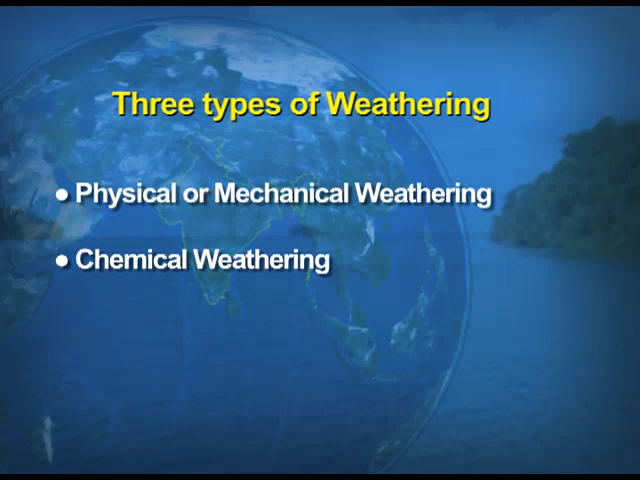 Three types of Weathering
● Physical or Mechanical Weathering
● Chemical Weathering